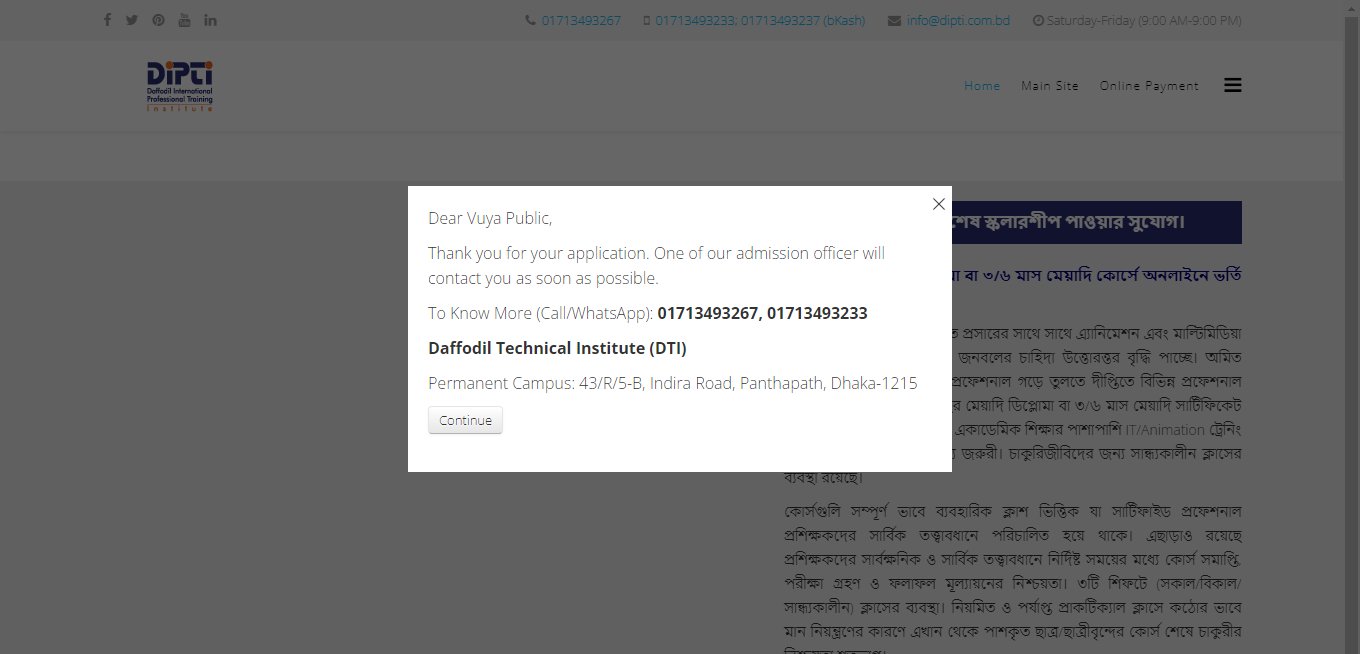 01713493267
01713493233; 01713493237 (bKash)
info@dipti.com.bd
Saturday-Friday (9:00 AM-9:00 PM)
DIPTI
Daffodil International
Professional Training
Institute
Home
Main Site
Online Payment
স্কলারশীপ পাওয়ার সুযোগ।
বা ৩/৬ মাস মেয়াদি কোর্সে অনলাইনে ভর্তি
Dear Vuya Public,
Thank you for your application. One of our admission officer will
contact you as soon as possible.
To Know More (Call/WhatsApp): 01713493267, 01713493233
Daffodil Technical Institute (DTI)
Permanent Campus: 43/R/5-B, Indira Road, Panthapath, Dhaka-1215
Continue
প্রসারের সাথে সাথে এ্যানিমেশন এবং মাল্টিমিডিয়া
জনবলের চাহিদা উত্তোরত্তর বৃদ্ধি পাচ্ছে। অমিত
প্রফেশনাল গড়ে তুলতে দীপ্তিতে বিভিন্ন প্রফেশনাল
মেয়াদি ডিপ্লোমা বা ৩/৬ মাস মেয়াদি সার্টিফিকেট
একাডেমিক শিক্ষার পাশাপাশি IT/Animation ট্রেনিং
জরুরী। চাকুরিজীবিদের জন্য সান্ধ্যকালীন ক্লাসের
ব্যবস্থা রয়েছে।
কোর্সগুলি সম্পূর্ণ ভাবে ব্যবহারিক ক্লাশ ভিত্তিক যা সার্টিফাইড প্রফেশনাল
প্রশিক্ষকদের সার্বিক তত্ত্বাবধানে পরিচালিত হয়ে থাকে। এছাড়াও রয়েছে
প্রশিক্ষকদের সার্বক্ষনিক ও সার্বিক তত্ত্বাবধানে নির্দিষ্ট সময়ের মধ্যে কোর্স সমাপ্তি,
পরীক্ষা গ্রহণ ও ফলাফল মূল্যায়নের নিশ্চয়তা। ৩টি শিফটে (সকাল/বিকাল/
সান্ধ্যকালীন) ক্লাসের ব্যবস্থা। নিয়মিত ও পর্যাপ্ত প্রাকটিক্যাল ক্লাসে কঠোর ভাবে
মান নিয়ন্ত্রণের কারণে এখান থেকে পাশকৃত ছাত্র/ছাত্রীবৃন্দের কোর্স শেষে চাকুরীর